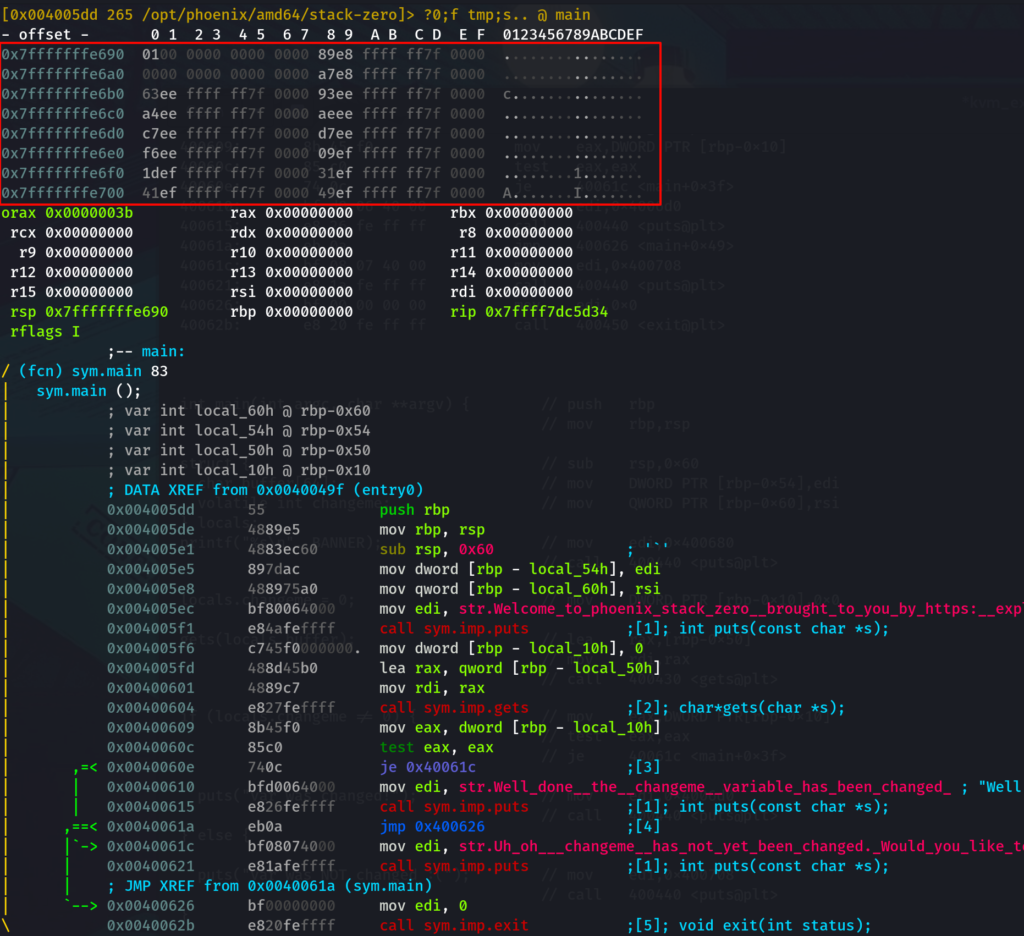 [0x004005dd 265 /opt/phoenix/amd64/stack-zero]> ?0;f tmp;s.. @ main
- offset -       0 1  2 3  4 5  6 7  8 9  A B  C D  E F  0123456789ABCDEF
0x7fffffffe690  0100 0000 0000 0000 89e8 ffff ff7f 0000  ................
0x7fffffffe6a0  0000 0000 0000 0000 a7e8 ffff ff7f 0000  ................
0x7fffffffe6b0  63ee ffff ff7f 0000 93ee ffff ff7f 0000  c...............
0x7fffffffe6c0  a4ee ffff ff7f 0000 aeee ffff ff7f 0000  ................
0x7fffffffe6d0  c7ee ffff ff7f 0000 d7ee ffff ff7f 0000  ................
0x7fffffffe6e0  f6ee ffff ff7f 0000 09ef ffff ff7f 0000  ................
0x7fffffffe6f0  1def ffff ff7f 0000 31ef ffff ff7f 0000  ........1.......
0x7fffffffe700  41ef ffff ff7f 0000 49ef ffff ff7f 0000  A.......I.......
orax 0x0000003b           rax 0x00000000           rbx 0x00000000
rcx 0x00000000           rdx 0x00000000            r8 0x00000000
r9 0x00000000           r10 0x00000000           r11 0x00000000
r12 0x00000000           r13 0x00000000           r14 0x00000000
r15 0x00000000           rsi 0x00000000           rdi 0x00000000
rsp 0x7fffffffe690       rbp 0x00000000           rip 0x7ffff7dc5d34
rflags I
;-- main:
/ (fcn) sym.main 83
|   sym.main ();
|           ; var int local_60h @ rbp-0x60
|           ; var int local_54h @ rbp-0x54
|           ; var int local_50h @ rbp-0x50
|           ; var int local_10h @ rbp-0x10
|           ; DATA XREF from 0x0040049f (entry0)
|           0x004005dd      55             push rbp
|           0x004005de      4889e5         mov rbp, rsp
|           0x004005e1      4883ec60       sub rsp, 0x60               ; '`'
|           0x004005e5      897dac         mov dword [rbp - local_54h], edi
|           0x004005e8      488975a0       mov qword [rbp - local_60h], rsi
|           0x004005ec      bf80064000     mov edi, str.Welcome_to_phoenix_stack_zero__brought_to_you_by_https:__exp
|           0x004005f1      e84afeffff     call sym.imp.puts           ;[1]; int puts(const char *s);
|           0x004005f6      c745f0000000.  mov dword [rbp - local_10h], 0
|           0x004005fd      488d45b0       lea rax, qword [rbp - local_50h]
|           0x00400601      4889c7         mov rdi, rax
|           0x00400604      e827feffff     call sym.imp.gets           ;[2]; char*gets(char *s);
|           0x00400609      8b45f0         mov eax, dword [rbp - local_10h]
|           0x0040060c      85c0           test eax, eax
|       ,=< 0x0040060e      740c           je 0x40061c                 ;[3]
|       |   0x00400610      bfd0064000     mov edi, str.Well_done__the__changeme__variable_has_been_changed_ ; "Well
|       |   0x00400615      e826feffff     call sym.imp.puts           ;[1]; int puts(const char *s);
|      ,==< 0x0040061a      eb0a           jmp 0x400626                ;[4]
|      |`-> 0x0040061c      bf08074000     mov edi, str.Uh_oh___changeme__has_not_yet_been_changed._Would_you_like_to
|      |    0x00400621      e81afeffff     call sym.imp.puts           ;[1]; int puts(const char *s);
|      |    ; JMP XREF from 0x0040061a (sym.main)
|      `--> 0x00400626      bf00000000     mov edi, 0
\           0x0040062b      e820feffff     call sym.imp.exit           ;[5]; void exit(int status);